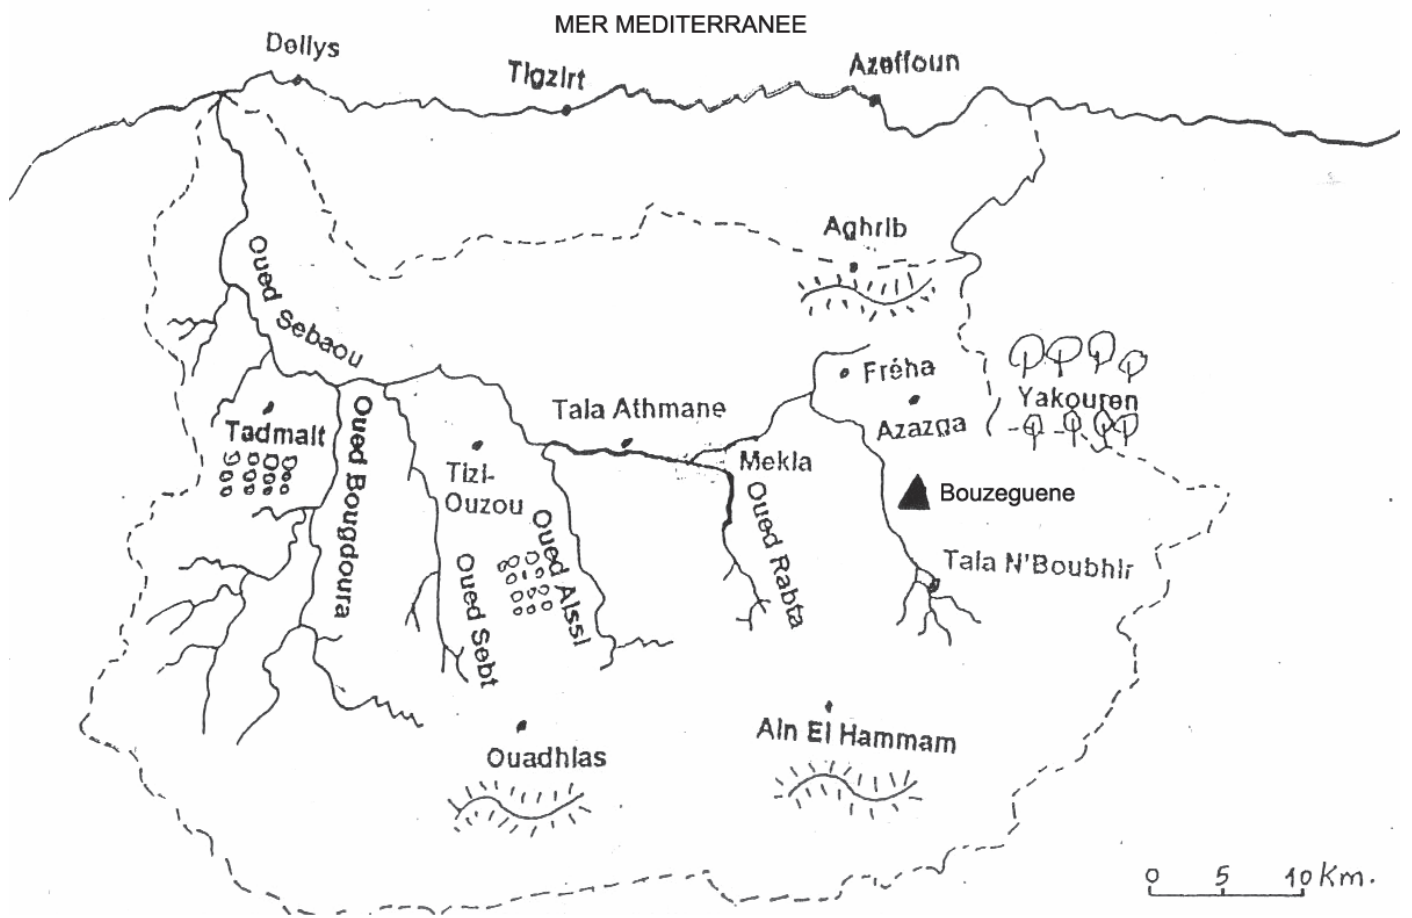 MER MEDITERRANEE
Dellys
Tigzirt
Azeffoun
Aghrib
Oued Sebaou
Fréha
Yakouren
Azazga
Tala Athmane
Tadmait
Oued Bougdoura
Tizi-
Ouzou
Mekla
Bouzeguene
Oued Sebt
Oued Aissi
Oued Rabta
Tala N'Boubhir
Ouadhias
Ain El Hammam
0 5 10 Km.